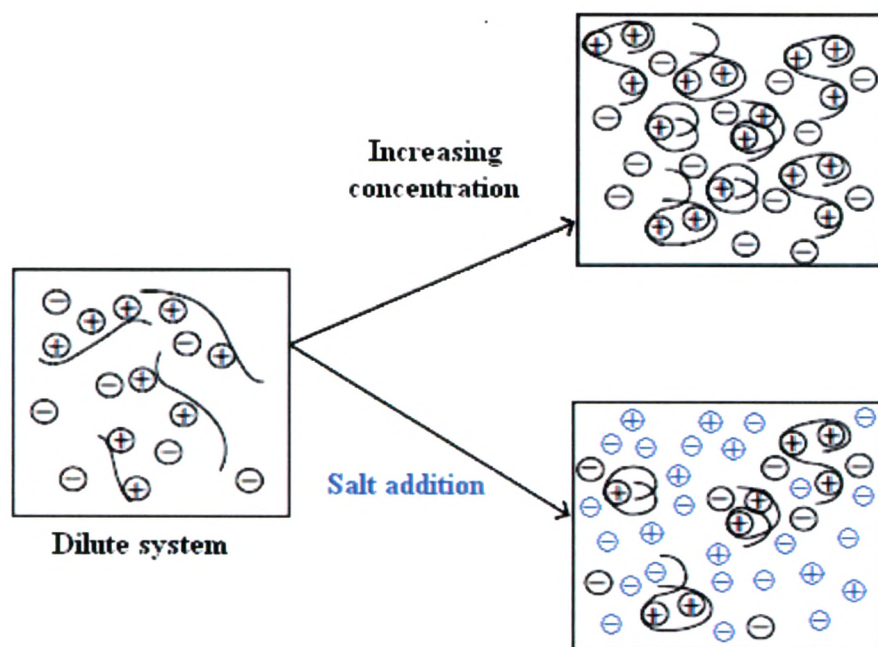 Increasing
concentration
Salt addition
Dilute system